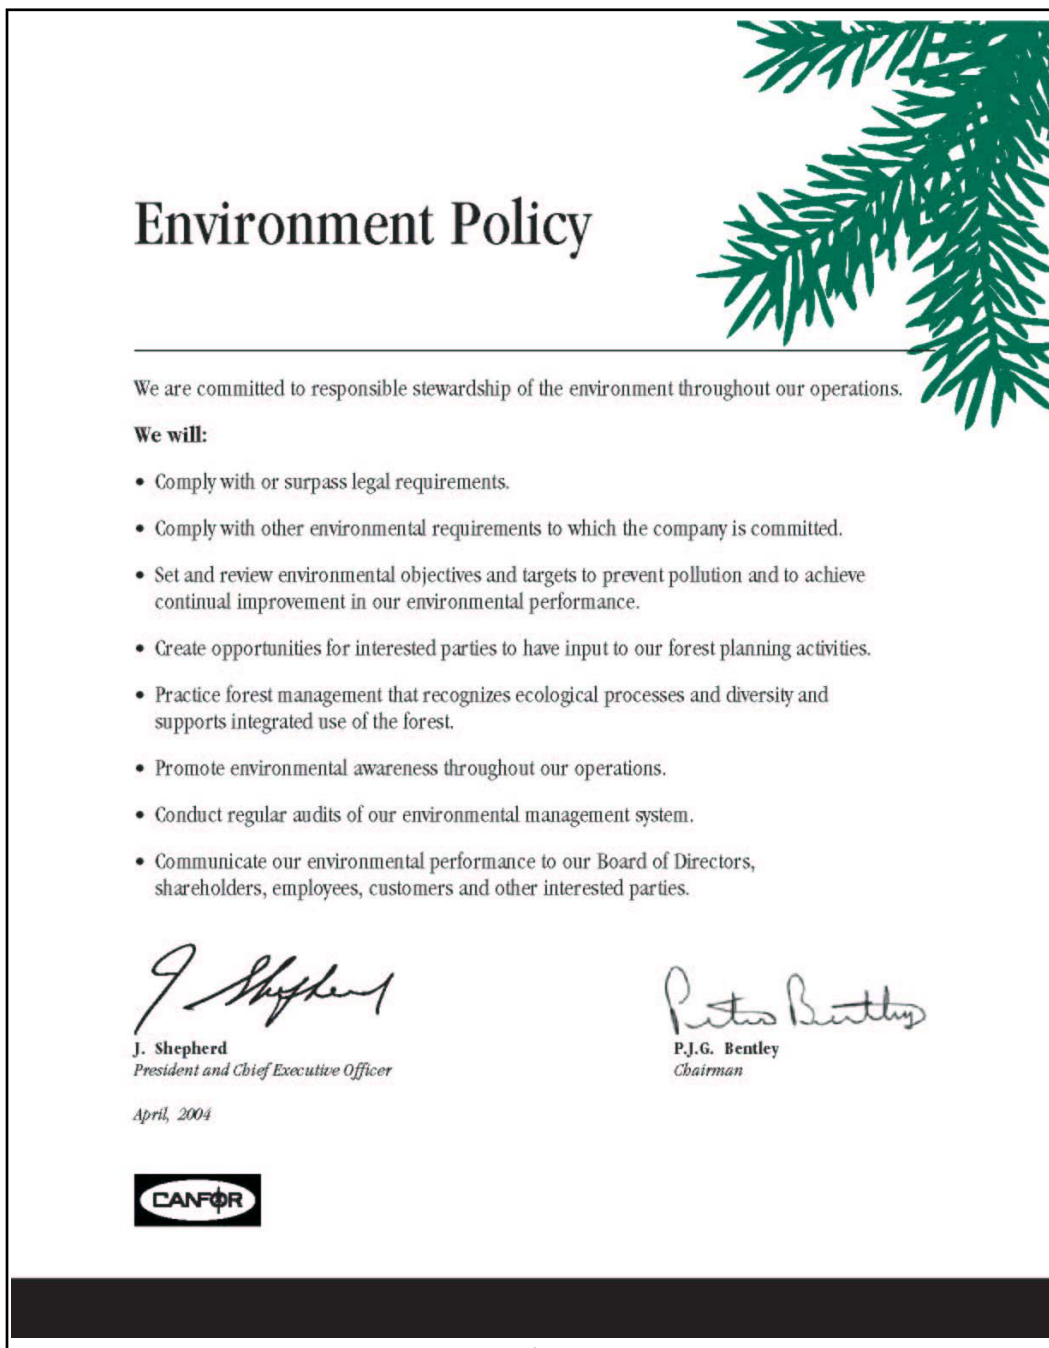 Environment Policy
We are committed to responsible stewardship of the environment throughout our operations.
We will:
• Comply with or surpass legal requirements.
• Comply with other environmental requirements to which the company is committed.
• Set and review environmental objectives and targets to prevent pollution and to achieve
continual improvement in our environmental performance.
• Create opportunities for interested parties to have input to our forest planning activities.
• Practice forest management that recognizes ecological processes and diversity and
supports integrated use of the forest.
• Promote environmental awareness throughout our operations.
• Conduct regular audits of our environmental management system.
• Communicate our environmental performance to our Board of Directors,
shareholders, employees, customers and other interested parties.
J Shepherd
Peter Bentley
J. Shepherd
P.J.G. Bentley
President and Chief Executive Officer
Chairman
April, 2004
CANFOR